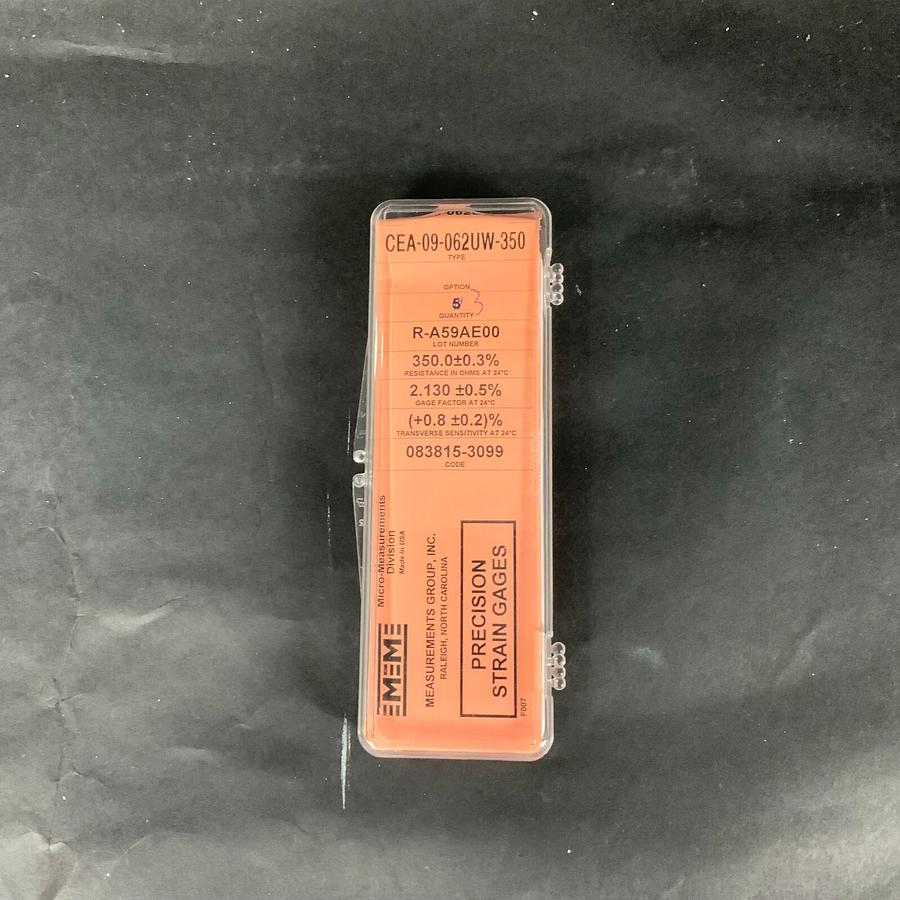 CEA-09-062UW-350
TYPE
OPTION
5 3
QUANTITY
R-A59AE00
LOT NUMBER
350.0±0.3%
RESISTANCE IN OHMS AT 24°C
2.130 ±0.5%
GAGE FACTOR AT 24°C
(+0.8 ±0.2)%
TRANSVERSE SENSITIVITY AT 24°C
083815-3099
CODE
Micro-Measurements
Division
Made in USA
MM
MEASUREMENTS GROUP, INC.
RALEIGH, NORTH CAROLINA
PRECISION
STRAIN GAGES
F007